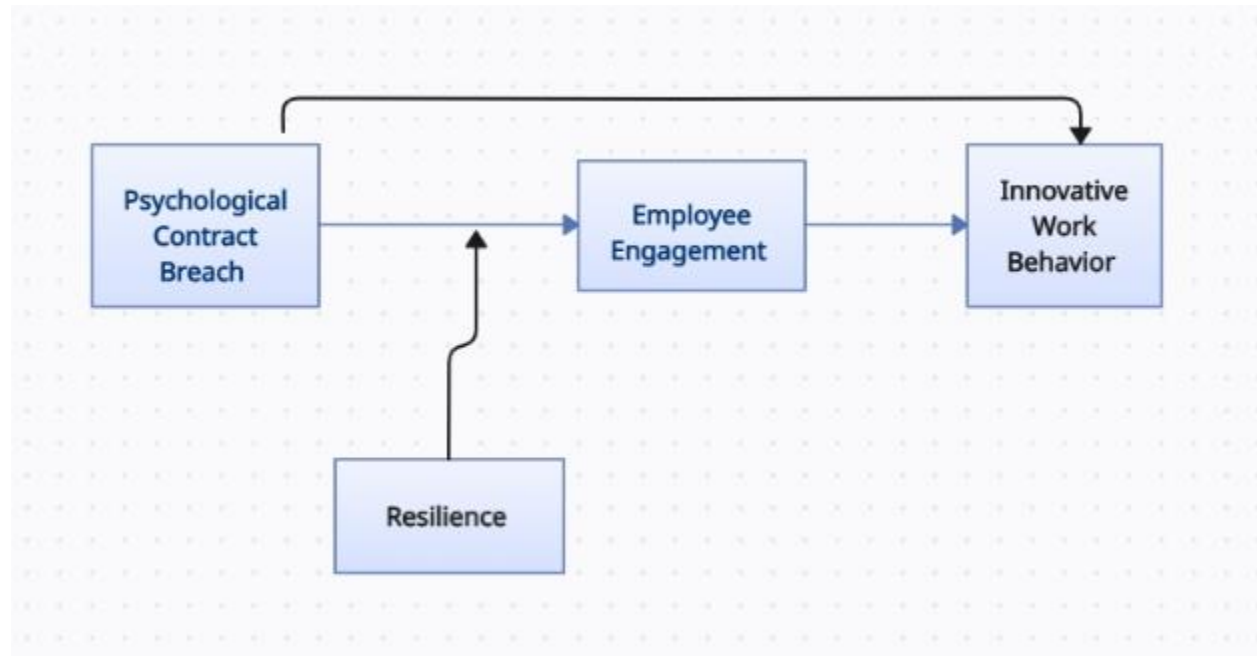 Psychological
Contract
Breach
Employee
Engagement
Innovative
Work
Behavior
Resilience